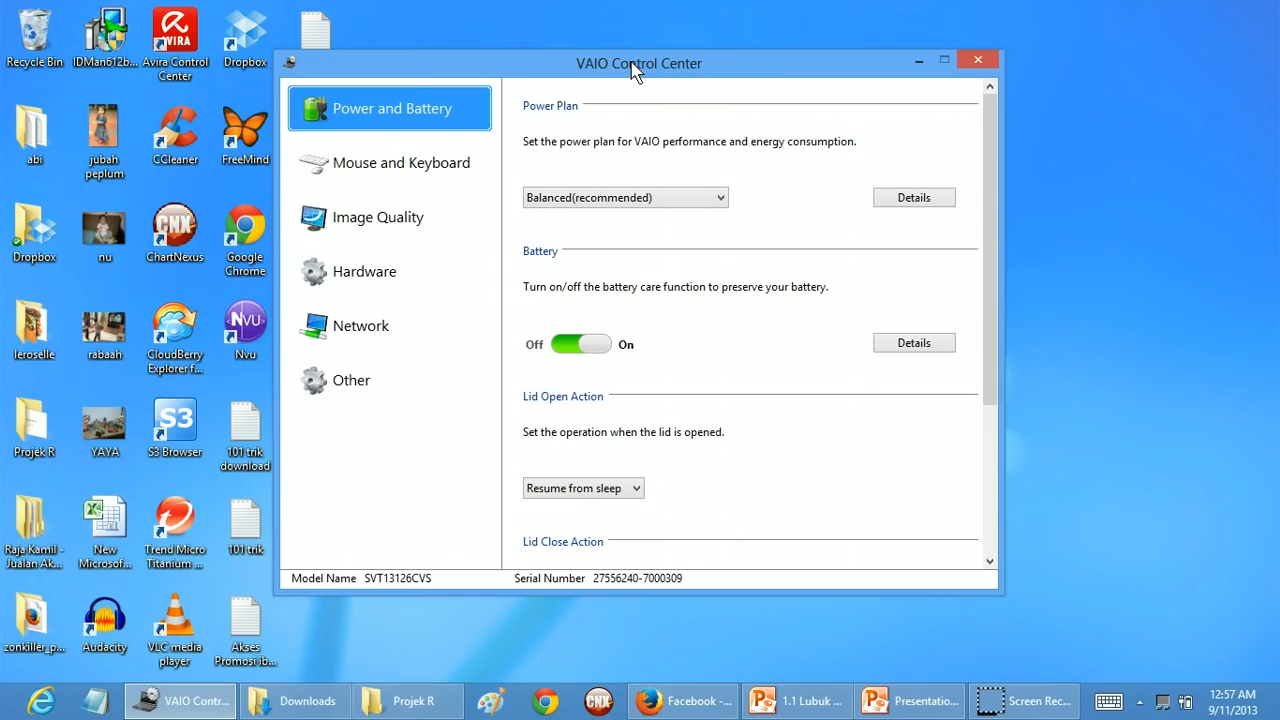 VAIO Control Center
Power and Battery
Mouse and Keyboard
Image Quality
Hardware
Network
Other
Power Plan
Set the power plan for VAIO performance and energy consumption.
Balanced(recommended)
Details
Battery
Turn on/off the battery care function to preserve your battery.
Off
On
Details
Lid Open Action
Set the operation when the lid is opened.
Resume from sleep
Lid Close Action
Model Name SVT13126CVS
Serial Number 27556240-7000309
Recycle Bin
IDMan612b...
AVIRA
Avira Control
Center
Dropbox
abi
jubah
peplum
CCleaner
FreeMind
Dropbox
nu
CNX
ChartNexus
Google
Chrome
leroselle
rabaah
CloudBerry
Explorer f...
NVU
Nvu
Projek R
YAYA
S3
S3 Browser
101 trik
download
Raja Kamil -
Jualan Ak...
New
Microsof...
Trend Micro
Titanium ...
101 trik
zonkiller_p...
Audacity
VLC media
player
Akses
Promosi ib...
VAIO Contr...
Downloads
Projek R
CNX
Facebook -...
1.1 Lubuk ...
Presentatio...
Screen Rec...
12:57 AM
9/11/2013